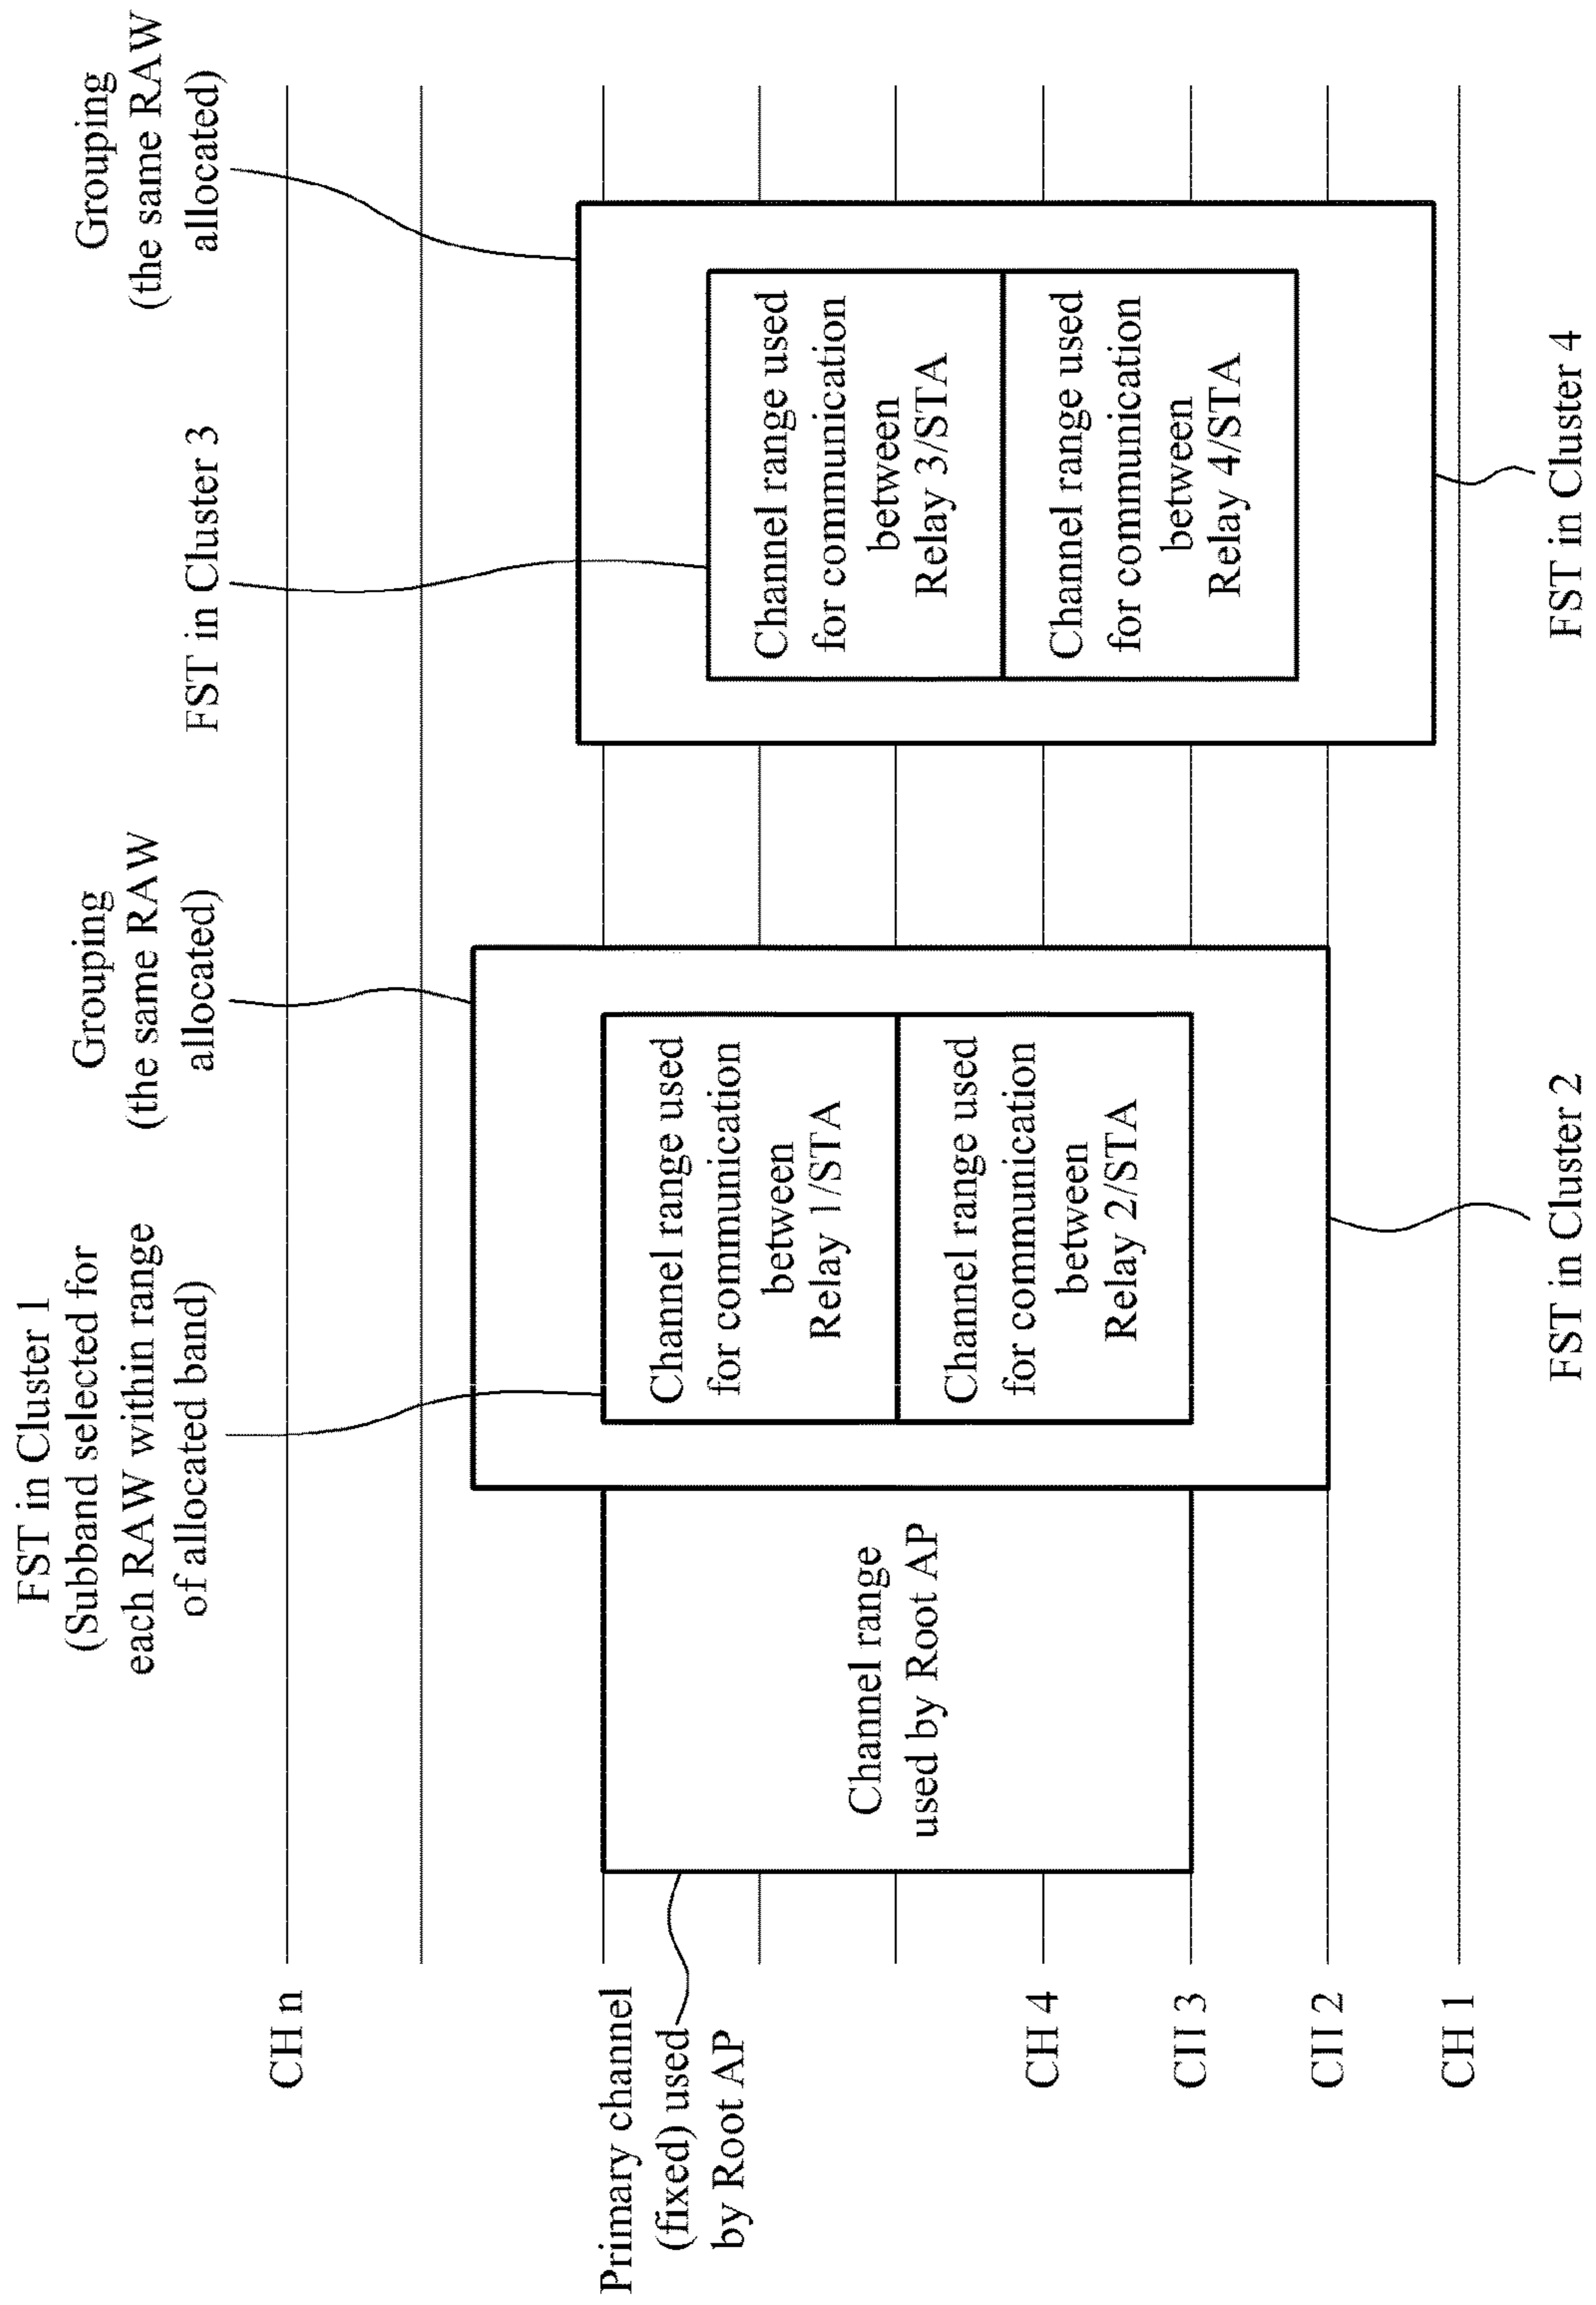 FST in Cluster 1
(Subband selected for
each RAW within range
of allocated band)
Grouping
(the same RAW
allocated)
FST in Cluster 3
Grouping
(the same RAW
allocated)
CH n
Primary channel
(fixed) used
by Root AP
CH 4
CII 3
CII 2
CH 1
Channel range
used by Root AP
Channel range used
for communication
between
Relay 1/STA
Channel range used
for communication
between
Relay 2/STA
Channel range used
for communication
between
Relay 3/STA
Channel range used
for communication
between
Relay 4/STA
FST in Cluster 2
FST in Cluster 4